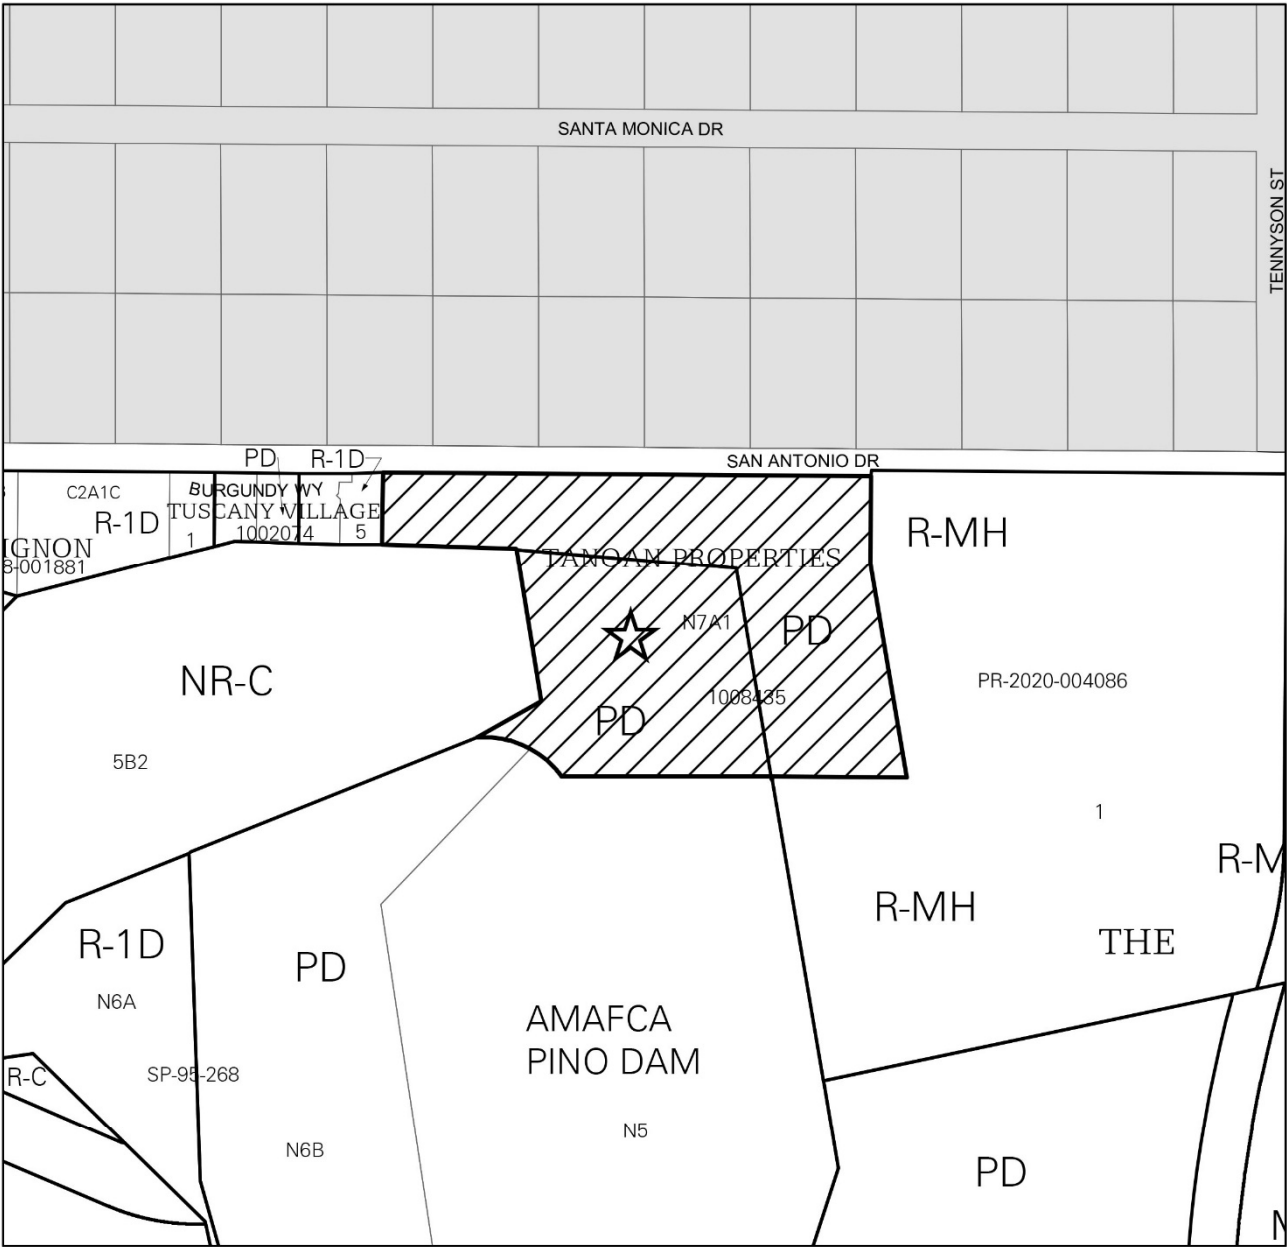 SANTA MONICA DR
TENNYSON ST
SAN ANTONIO DR
PD
R-1D
C2A1C
BURGUNDY WY
R-1D
TUSCANY VILLAGE
1
1002074
5
IGNON
8-001881
TANOAN PROPERTIES
R-MH
N7A1
PD
NR-C
1008435
PR-2020-004086
PD
5B2
1
R-M
R-MH
R-1D
THE
PD
N6A
AMAFCA
PINO DAM
R-C
SP-95-268
N5
N6B
PD